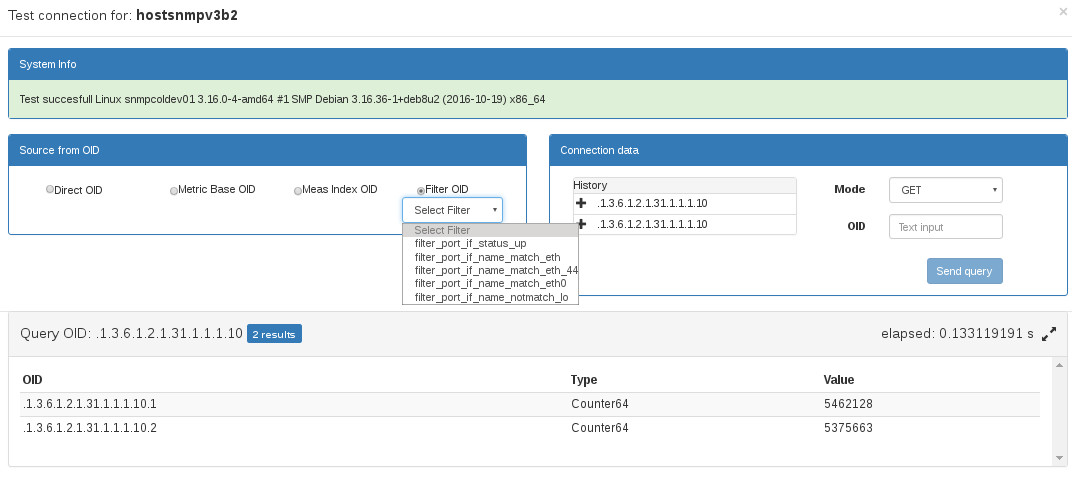 Test connection for: hostsnmpv3b2
×
System Info
Test succesfull Linux snmpcoldev01 3.16.0-4-amd64 #1 SMP Debian 3.16.36-1+deb8u2 (2016-10-19) x86_64
Source from OID
Direct OID
Metric Base OID
Meas Index OID
Filter OID
Select Filter
Select Filter
filter_port_if_status_up
filter_port_if_name_match_eth
filter_port_if_name_match_eth_44
filter_port_if_name_match_eth0
filter_port_if_name_notmatch_lo
Connection data
History
.1.3.6.1.2.1.31.1.1.1.10
.1.3.6.1.2.1.31.1.1.1.10
Mode
GET
OID
Text input
Send query
Query OID: .1.3.6.1.2.1.31.1.1.1.10 2 results
elapsed: 0.133119191 s
OID Type Value
.1.3.6.1.2.1.31.1.1.1.10.1 Counter64 5462128
.1.3.6.1.2.1.31.1.1.1.10.2 Counter64 5375663